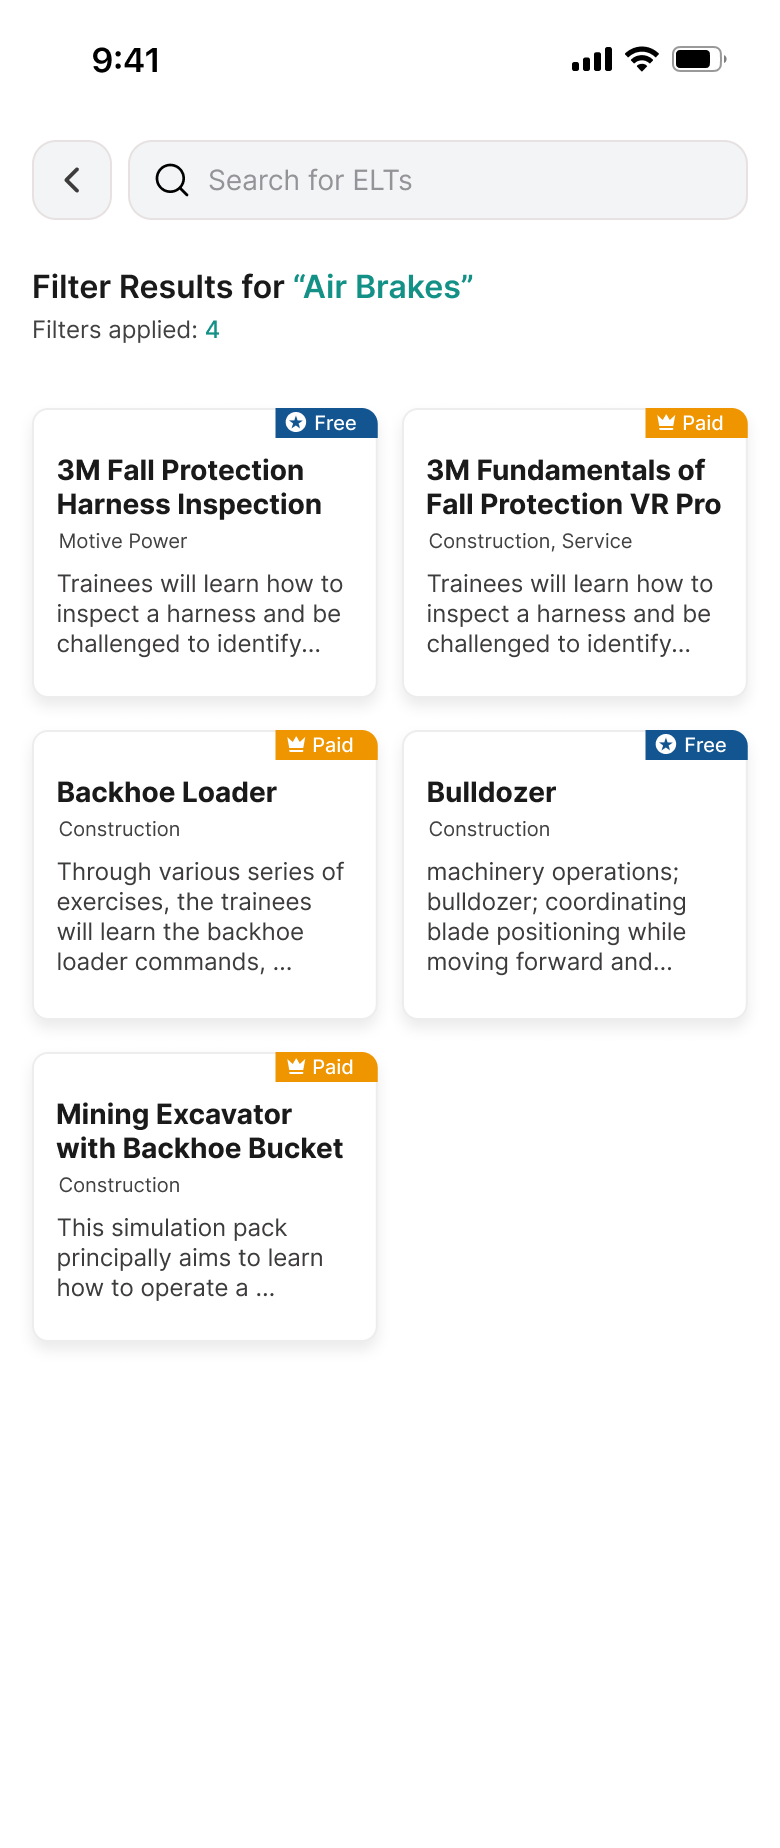 9:41
Search for ELTs
Filter Results for “Air Brakes”
Filters applied: 4
Free
3M Fall Protection
Harness Inspection
Motive Power
Trainees will learn how to
inspect a harness and be
challenged to identify...
Paid
3M Fundamentals of
Fall Protection VR Pro
Construction, Service
Trainees will learn how to
inspect a harness and be
challenged to identify...
Paid
Backhoe Loader
Construction
Through various series of
exercises, the trainees
will learn the backhoe
loader commands, ...
Free
Bulldozer
Construction
machinery operations;
bulldozer; coordinating
blade positioning while
moving forward and...
Paid
Mining Excavator
with Backhoe Bucket
Construction
This simulation pack
principally aims to learn
how to operate a ...